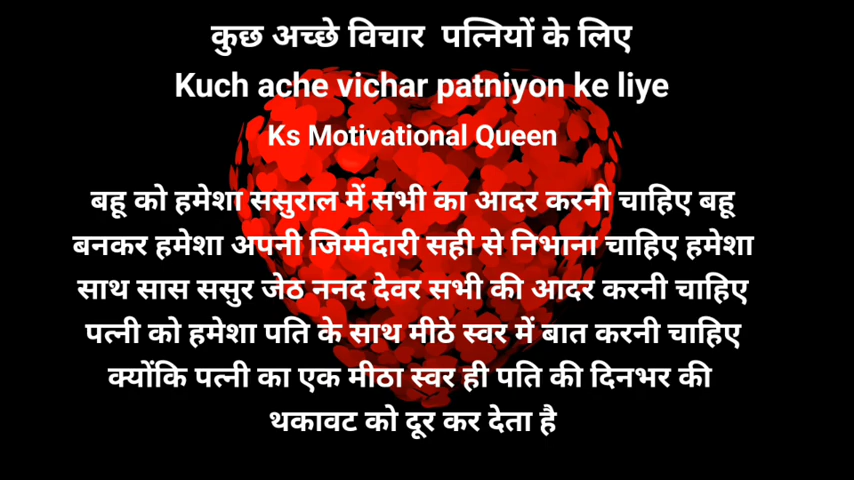 कुछ अच्छे विचार पत्नियों के लिए
Kuch ache vichar patniyon ke liye
Ks Motivational Queen
बहू को हमेशा ससुराल में सभी का आदर करनी चाहिए बहू
बनकर हमेशा अपनी जिम्मेदारी सही से निभाना चाहिए हमेशा
साथ सास ससुर जेठ ननद देवर सभी की आदर करनी चाहिए
पत्नी को हमेशा पति के साथ मीठे स्वर में बात करनी चाहिए
क्योंकि पत्नी का एक मीठा स्वर ही पति की दिनभर की
थकावट को दूर कर देता है